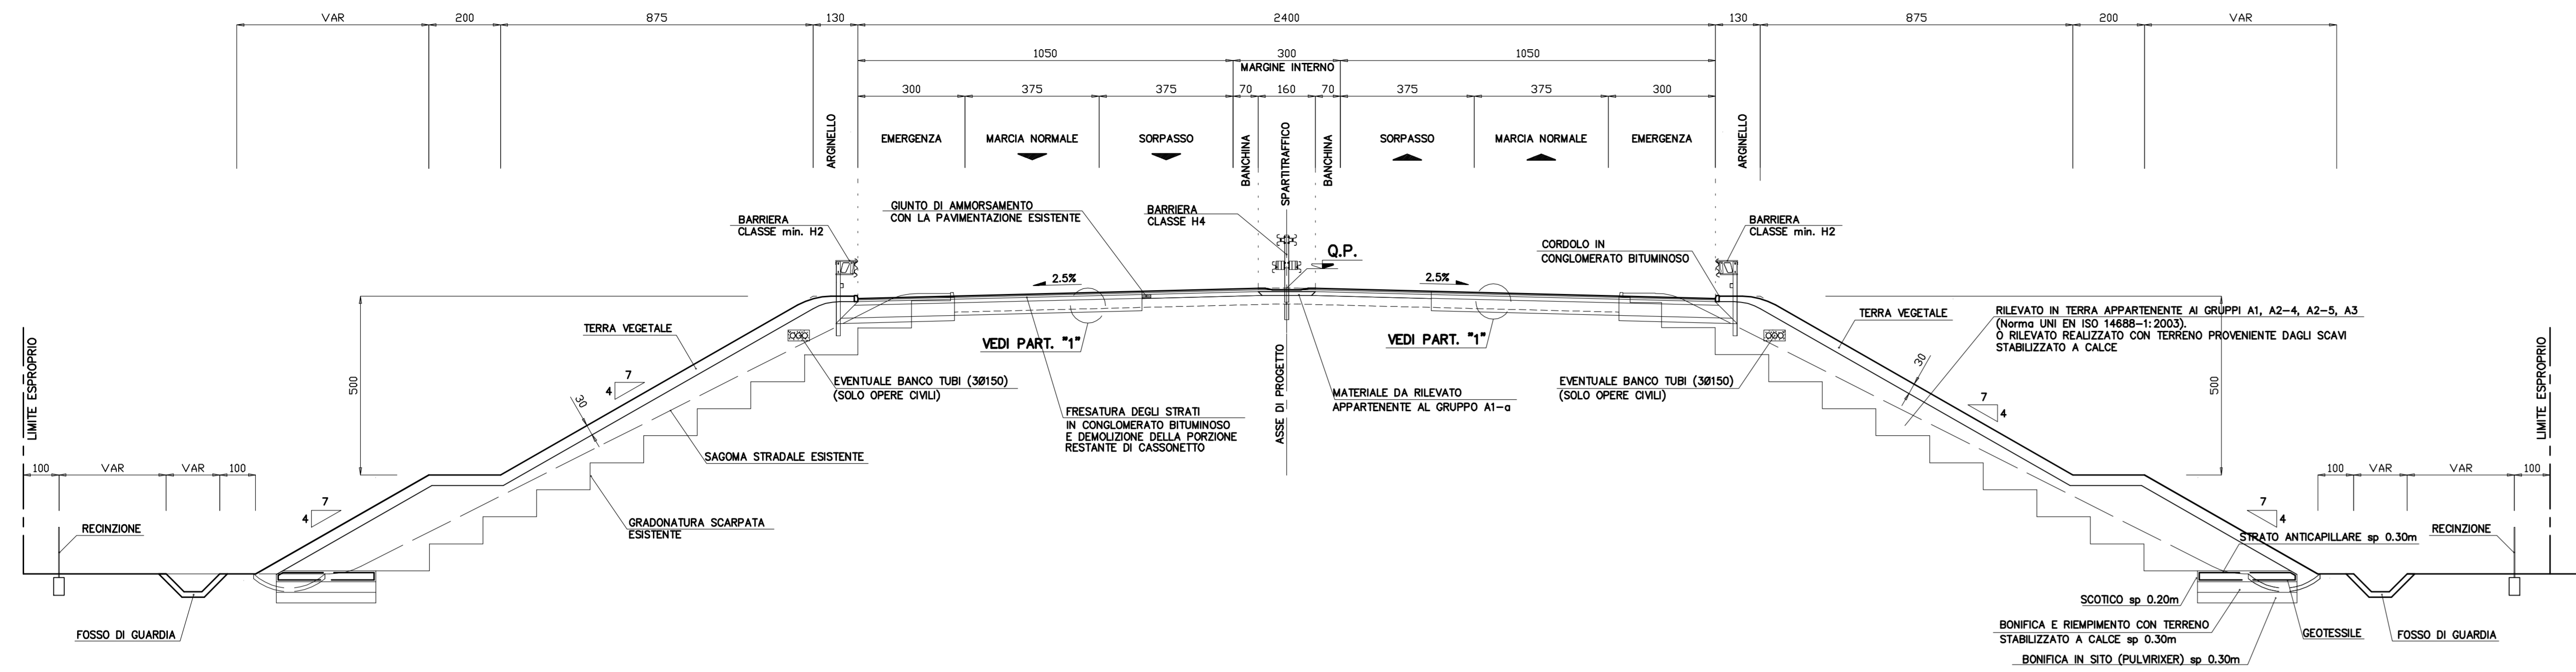 VAR 200 875 130 2400 130 875 200 VAR
1050 300 1050
MARGINE INTERNO
300 375 375 70 160 70 375 375 300
ARGINELLO
EMERGENZA
MARCIA NORMALE
SORPASSO
BANCHINA
SPARTITRAFFICO
BANCHINA
SORPASSO
MARCIA NORMALE
EMERGENZA
ARGINELLO
BARRIERA
CLASSE min. H2
GIUNTO DI AMMORSAMENTO
CON LA PAVIMENTAZIONE ESISTENTE
BARRIERA
CLASSE H4
Q.P.
CORDOLO IN
CONGLOMERATO BITUMINOSO
BARRIERA
CLASSE min. H2
2.5%
2.5%
TERRA VEGETALE
VEDI PART. "1"
VEDI PART. "1"
TERRA VEGETALE
RILEVATO IN TERRA APPARTENENTE AI GRUPPI A1, A2-4, A2-5, A3
(Norma UNI EN ISO 14688-1:2003).
O RILEVATO REALIZZATO CON TERRENO PROVENIENTE DAGLI SCAVI
STABILIZZATO A CALCE
LIMITE ESPROPRIO
500
7
4
30
EVENTUALE BANCO TUBI (3Ø150)
(SOLO OPERE CIVILI)
FRESATURA DEGLI STRATI
IN CONGLOMERATO BITUMINOSO
E DEMOLIZIONE DELLA PORZIONE
RESTANTE DI CASSONETTO
ASSE DI PROGETTO
MATERIALE DA RILEVATO
APPARTENENTE AL GRUPPO A1-a
EVENTUALE BANCO TUBI (3Ø150)
(SOLO OPERE CIVILI)
30
7
4
500
LIMITE ESPROPRIO
SAGOMA STRADALE ESISTENTE
100 VAR VAR 100
100 VAR VAR 100
7
4
RECINZIONE
GRADONATURA SCARPATA
ESISTENTE
7
4
RECINZIONE
STRATO ANTICAPILLARE sp 0.30m
SCOTICO sp 0.20m
FOSSO DI GUARDIA
BONIFICA E RIEMPIMENTO CON TERRENO
STABILIZZATO A CALCE sp 0.30m
GEOTESSILE
FOSSO DI GUARDIA
BONIFICA IN SITO (PULVIRIXER) sp 0.30m